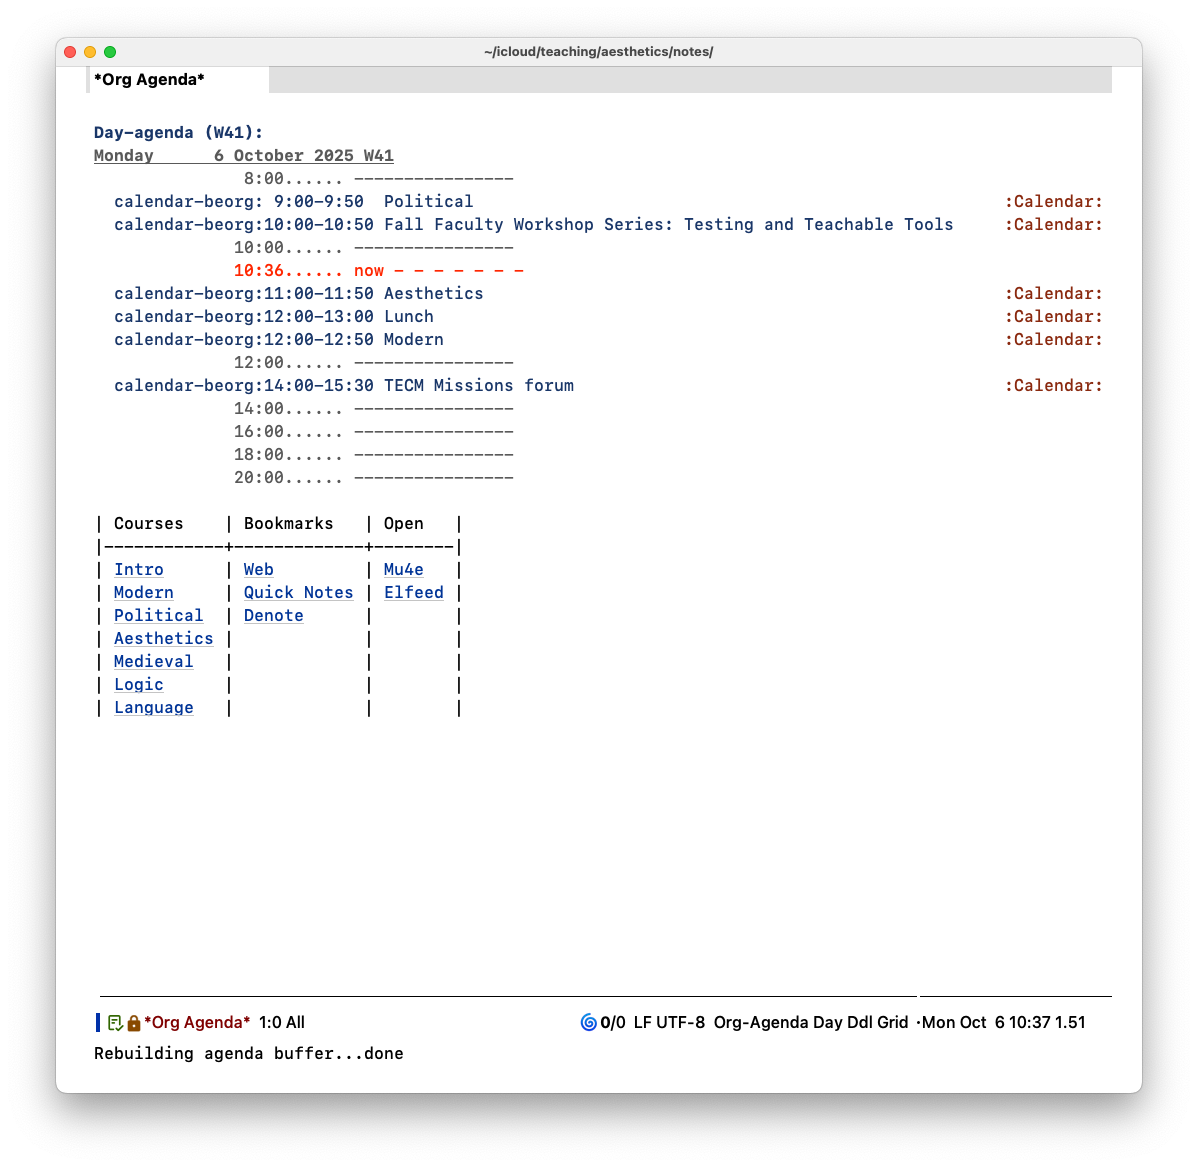 ~/icloud/teaching/aesthetics/notes/
*Org Agenda*
Day-agenda (W41):
Monday      6 October 2025 W41
8:00...... ----------------
calendar-beorg: 9:00-9:50  Political :Calendar:
calendar-beorg:10:00-10:50 Fall Faculty Workshop Series: Testing and Teachable Tools :Calendar:
10:00...... ----------------
10:36...... now - - - - - - -
calendar-beorg:11:00-11:50 Aesthetics :Calendar:
calendar-beorg:12:00-13:00 Lunch :Calendar:
calendar-beorg:12:00-12:50 Modern :Calendar:
12:00...... ----------------
calendar-beorg:14:00-15:30 TECM Missions forum :Calendar:
14:00...... ----------------
16:00...... ----------------
18:00...... ----------------
20:00...... ----------------
| Courses    | Bookmarks   | Open   |
|------------+-------------+--------|
| Intro      | Web         | Mu4e   |
| Modern     | Quick Notes | Elfeed |
| Political  | Denote      |        |
| Aesthetics |             |        |
| Medieval   |             |        |
| Logic      |             |        |
| Language   |             |        |
*Org Agenda*  1:0 All 0/0  LF UTF-8  Org-Agenda Day Ddl Grid  ·Mon Oct  6 10:37 1.51
Rebuilding agenda buffer...done